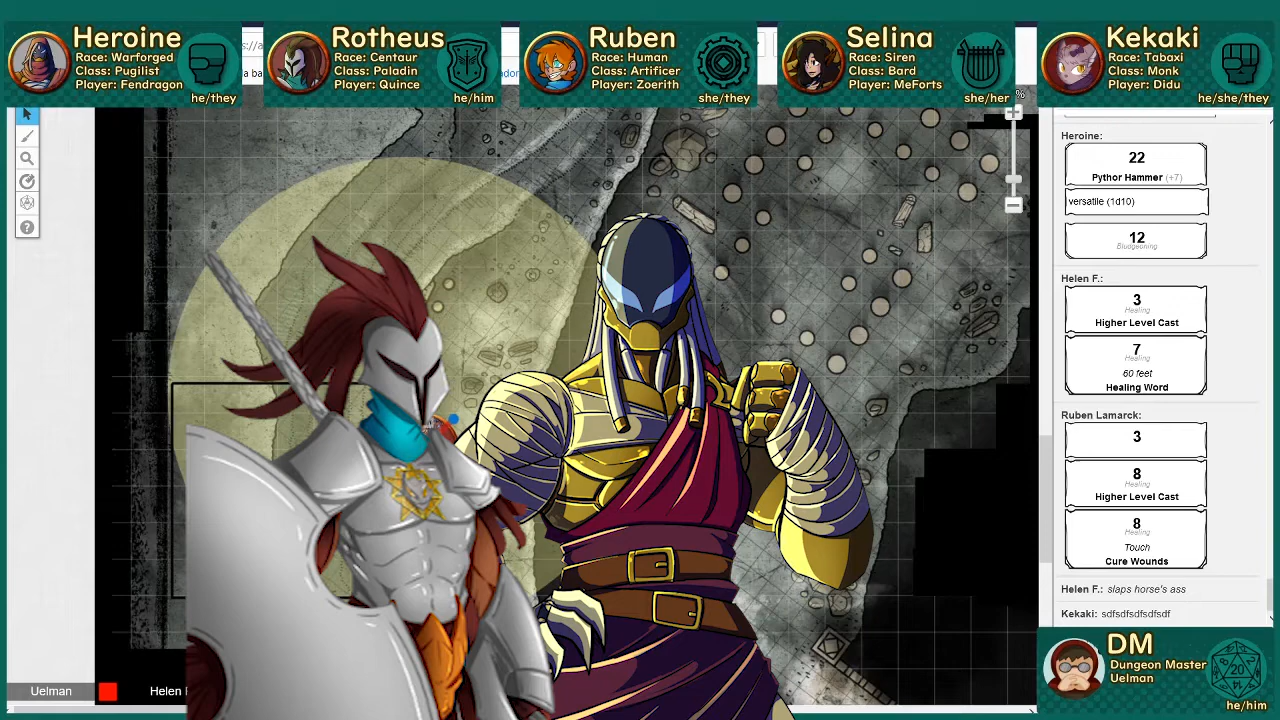 Heroine
Race: Warforged
Class: Pugilist
Player: Fendragon
he/they
Rotheus
Race: Centaur
Class: Paladin
Player: Quince
he/him
Ruben
Race: Human
Class: Artificer
Player: Zoerith
she/they
Selina
Race: Siren
Class: Bard
Player: MeForts
she/her
Kekaki
Race: Tabaxi
Class: Monk
Player: Didu
he/she/they
%
Heroine:
22
Pythor Hammer (+7)
versatile (1d10)
12
Bludgeoning
Helen F.:
3
Healing
Higher Level Cast
7
Healing
60 feet
Healing Word
Ruben Lamarck:
3
8
Healing
Higher Level Cast
8
Healing
Touch
Cure Wounds
Helen F.: slaps horse's ass
Kekaki: sdfsdfsdfsdfsdf
Uelman
Helen
DM
Dungeon Master
Uelman
20
he/him